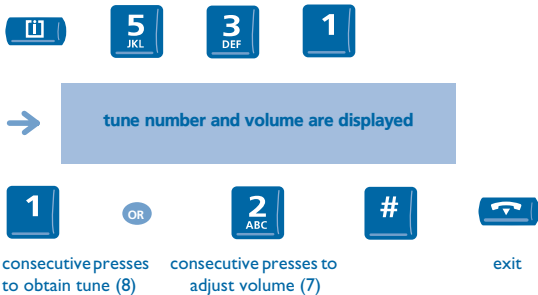 [i] 5 JKL 3 DEF 1
tune number and volume are displayed
1 OR 2 ABC #
consecutive presses consecutive presses to exit
to obtain tune (8) adjust volume (7)